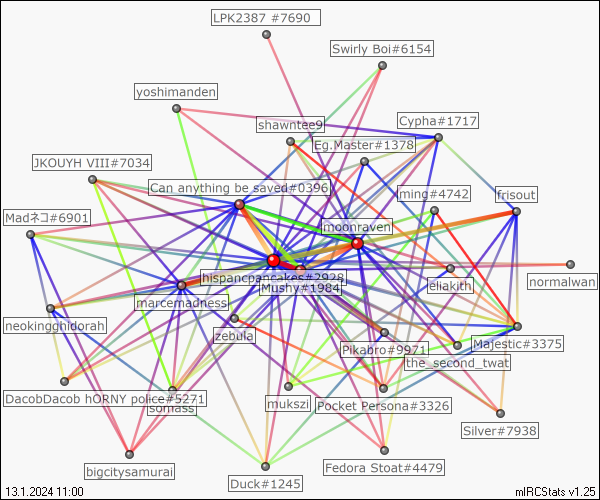 LPK2387 #7690
Swirly Boi#6154
yoshimanden
Cypha#1717
shawntee9
Eg.Master#1378
JKOUYH VIII#7034
Can anything be saved#0396
ming#4742
frisout
Madネコ#6901
moonraven
hispancpancakes#2928
eliakith
normalwan
Mushy#1984
marcemadness
neokingghidorah
zebula
Pikabro#9971
Majestic#3375
the_second_twat
DacobDacob hORNY police#5271
mukszi
Pocket Persona#3326
Silver#7938
bigcitysamurai
Fedora Stoat#4479
Duck#1245
13.1.2024 11:00
mIRCStats v1.25